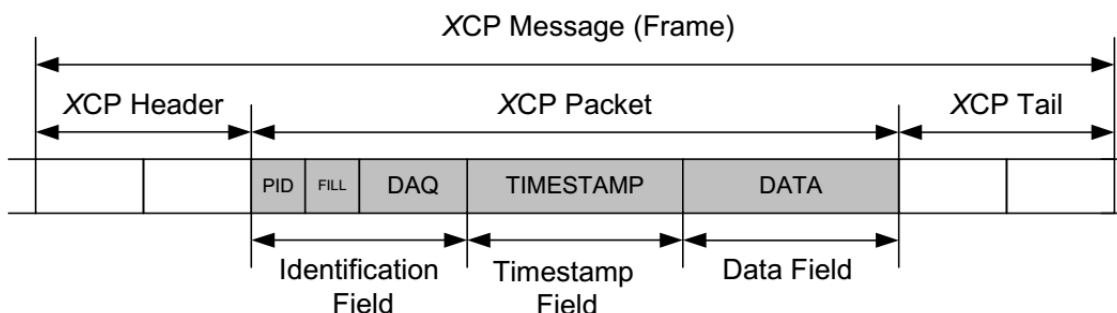 XCP Message (Frame)
XCP Header XCP Packet XCP Tail
PID FILL DAQ TIMESTAMP DATA
Identification Field
Timestamp Field
Data Field